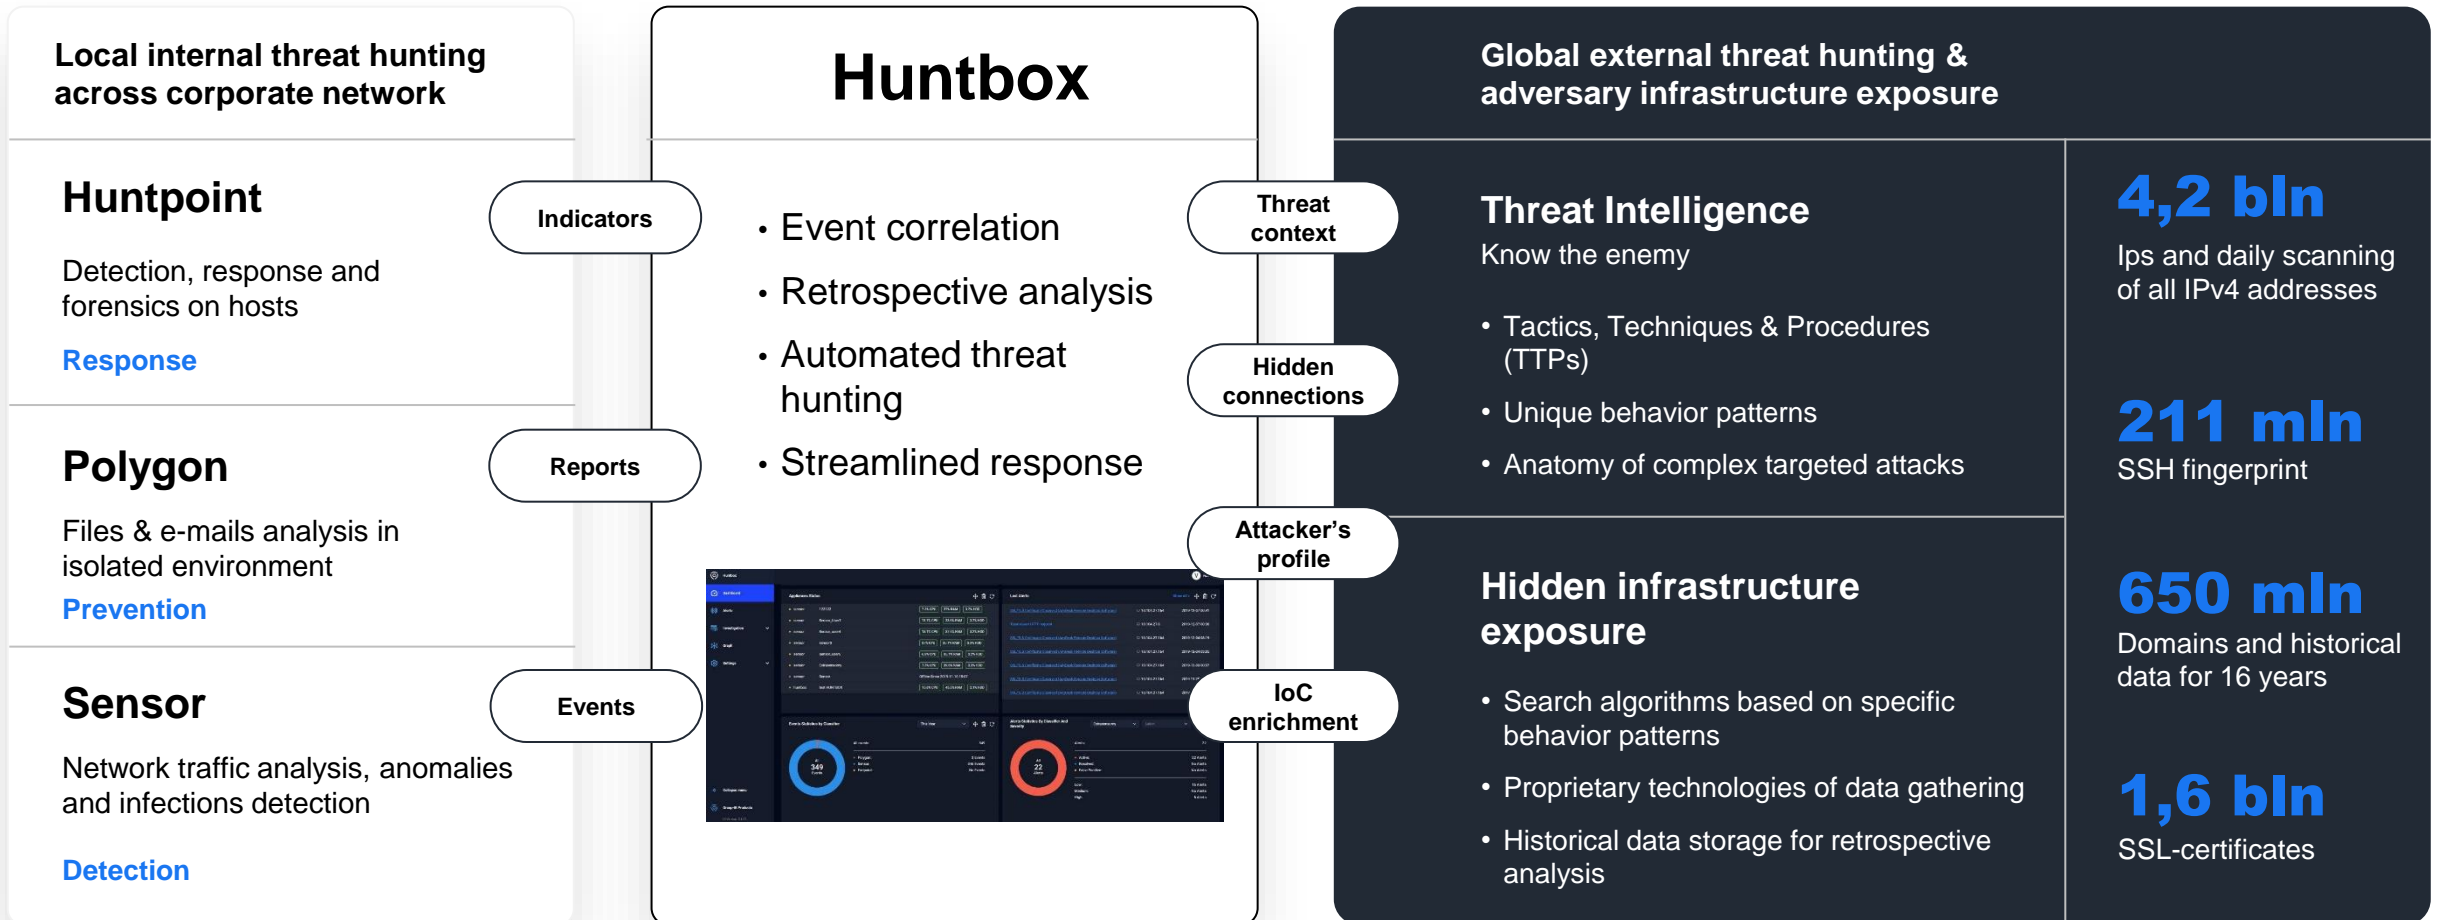 Local internal threat hunting
across corporate network
Huntpoint
Detection, response and
forensics on hosts
Response
Polygon
Files & e-mails analysis in
isolated environment
Prevention
Sensor
Network traffic analysis, anomalies
and infections detection
Detection
Indicators
Reports
Events
Huntbox
• Event correlation
• Retrospective analysis
• Automated threat
hunting
• Streamlined response
349
22
Threat
context
Hidden
connections
Attacker’s
profile
IoC
enrichment
Global external threat hunting &
adversary infrastructure exposure
Threat Intelligence
Know the enemy
• Tactics, Techniques & Procedures
(TTPs)
• Unique behavior patterns
• Anatomy of complex targeted attacks
Hidden infrastructure
exposure
• Search algorithms based on specific
behavior patterns
• Proprietary technologies of data gathering
• Historical data storage for retrospective
analysis
4,2 bln
Ips and daily scanning
of all IPv4 addresses
211 mln
SSH fingerprint
650 mln
Domains and historical
data for 16 years
1,6 bln
SSL-certificates